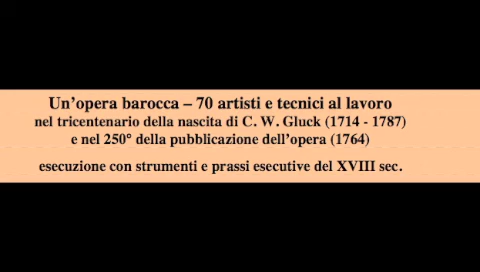 Un’opera barocca – 70 artisti e tecnici al lavoro
nel tricentenario della nascita di C. W. Gluck (1714 - 1787)
e nel 250° della pubblicazione dell’opera (1764)
esecuzione con strumenti e prassi esecutive del XVIII sec.